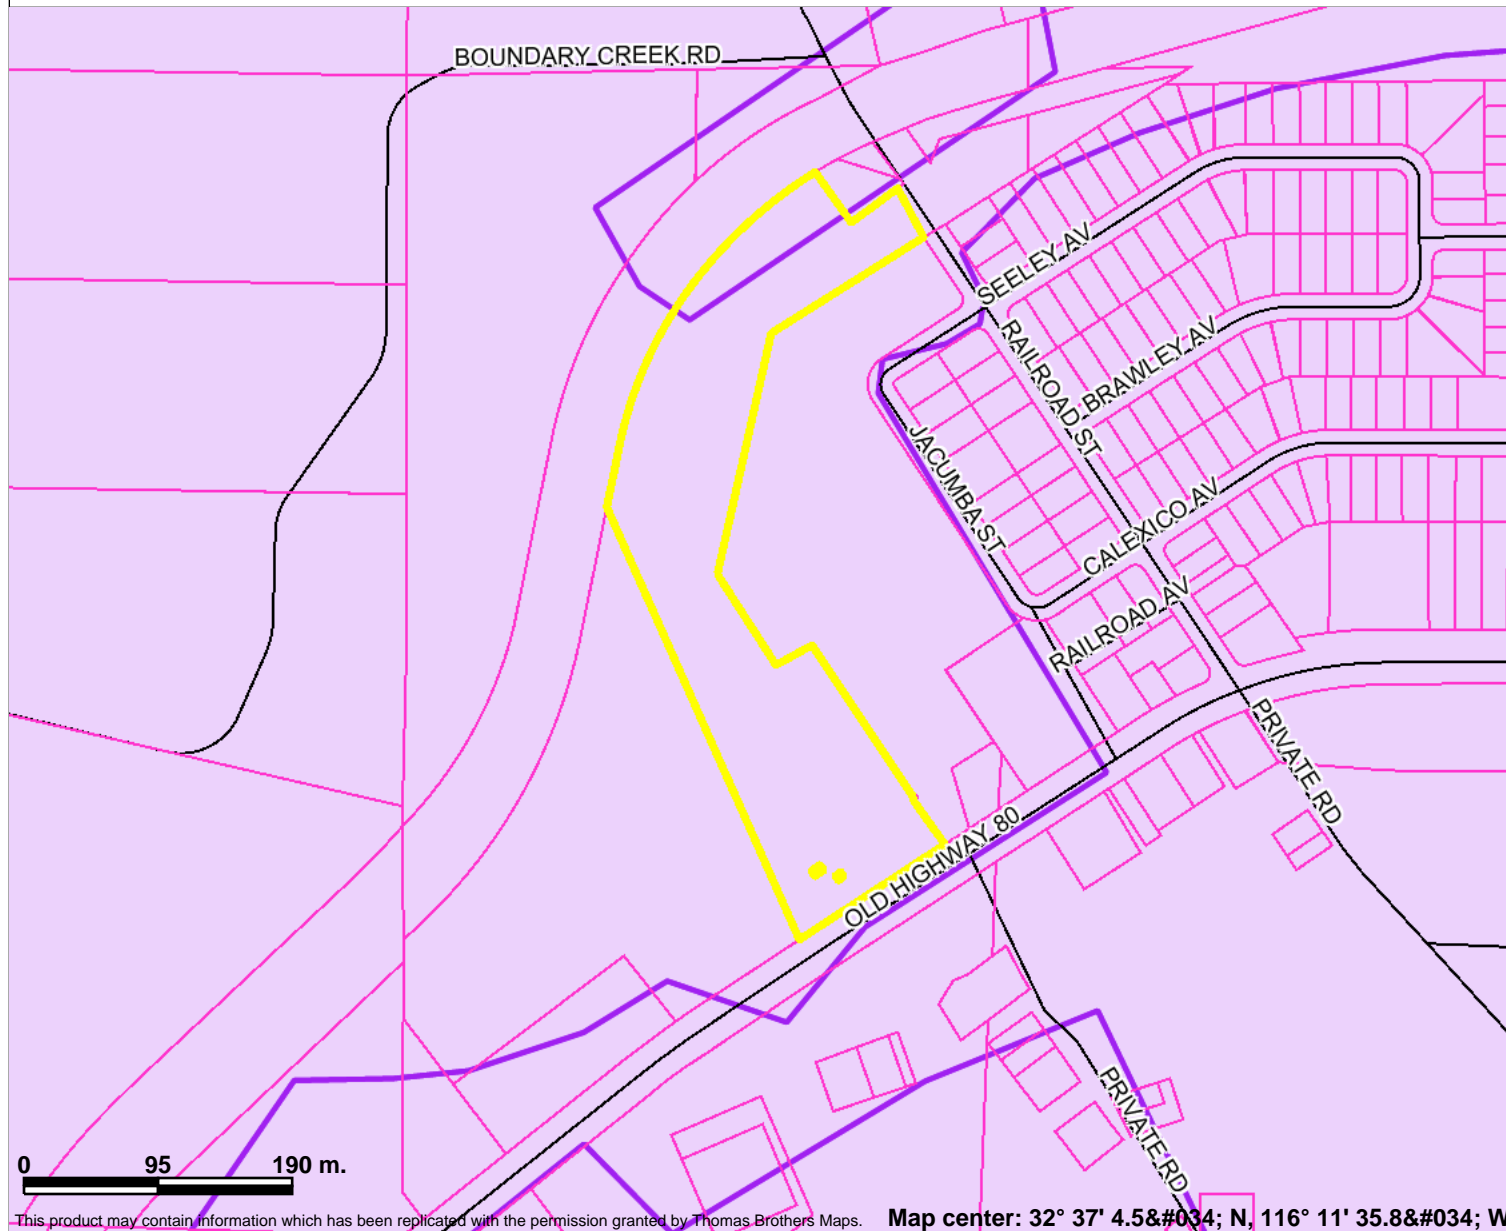 BOUNDARY CREEK RD
SEELEY AV
RAILROAD ST
BRAWLEY AV
JACUMBA ST
CALEXICO AV
RAILROAD AV
PRIVATE RD
OLD HIGHWAY 80
PRIVATE RD
0 95 190 m.
This product may contain information which has been replicated with the permission granted by Thomas Brothers Maps.
Map center: 32° 37' 4.5&#034; N, 116° 11' 35.8&#034; W